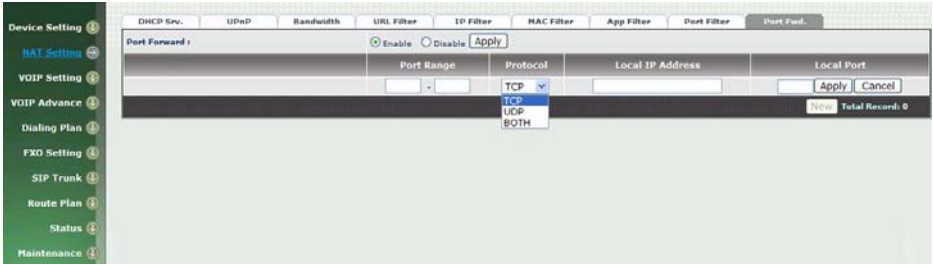 Device Setting
NAT Setting
VOIP Setting
VOIP Advance
Dialing Plan
FXO Setting
SIP Trunk
Route Plan
Status
Maintenance
DHCP Srv. UPnP Bandwidth URL Filter IP Filter MAC Filter App Filter Port Filter Port Fwd.
Port Forward : Enable Disable Apply
Port Range Protocol Local IP Address Local Port
- TCP Apply Cancel
TCP
UDP
BOTH
New Total Record: 0